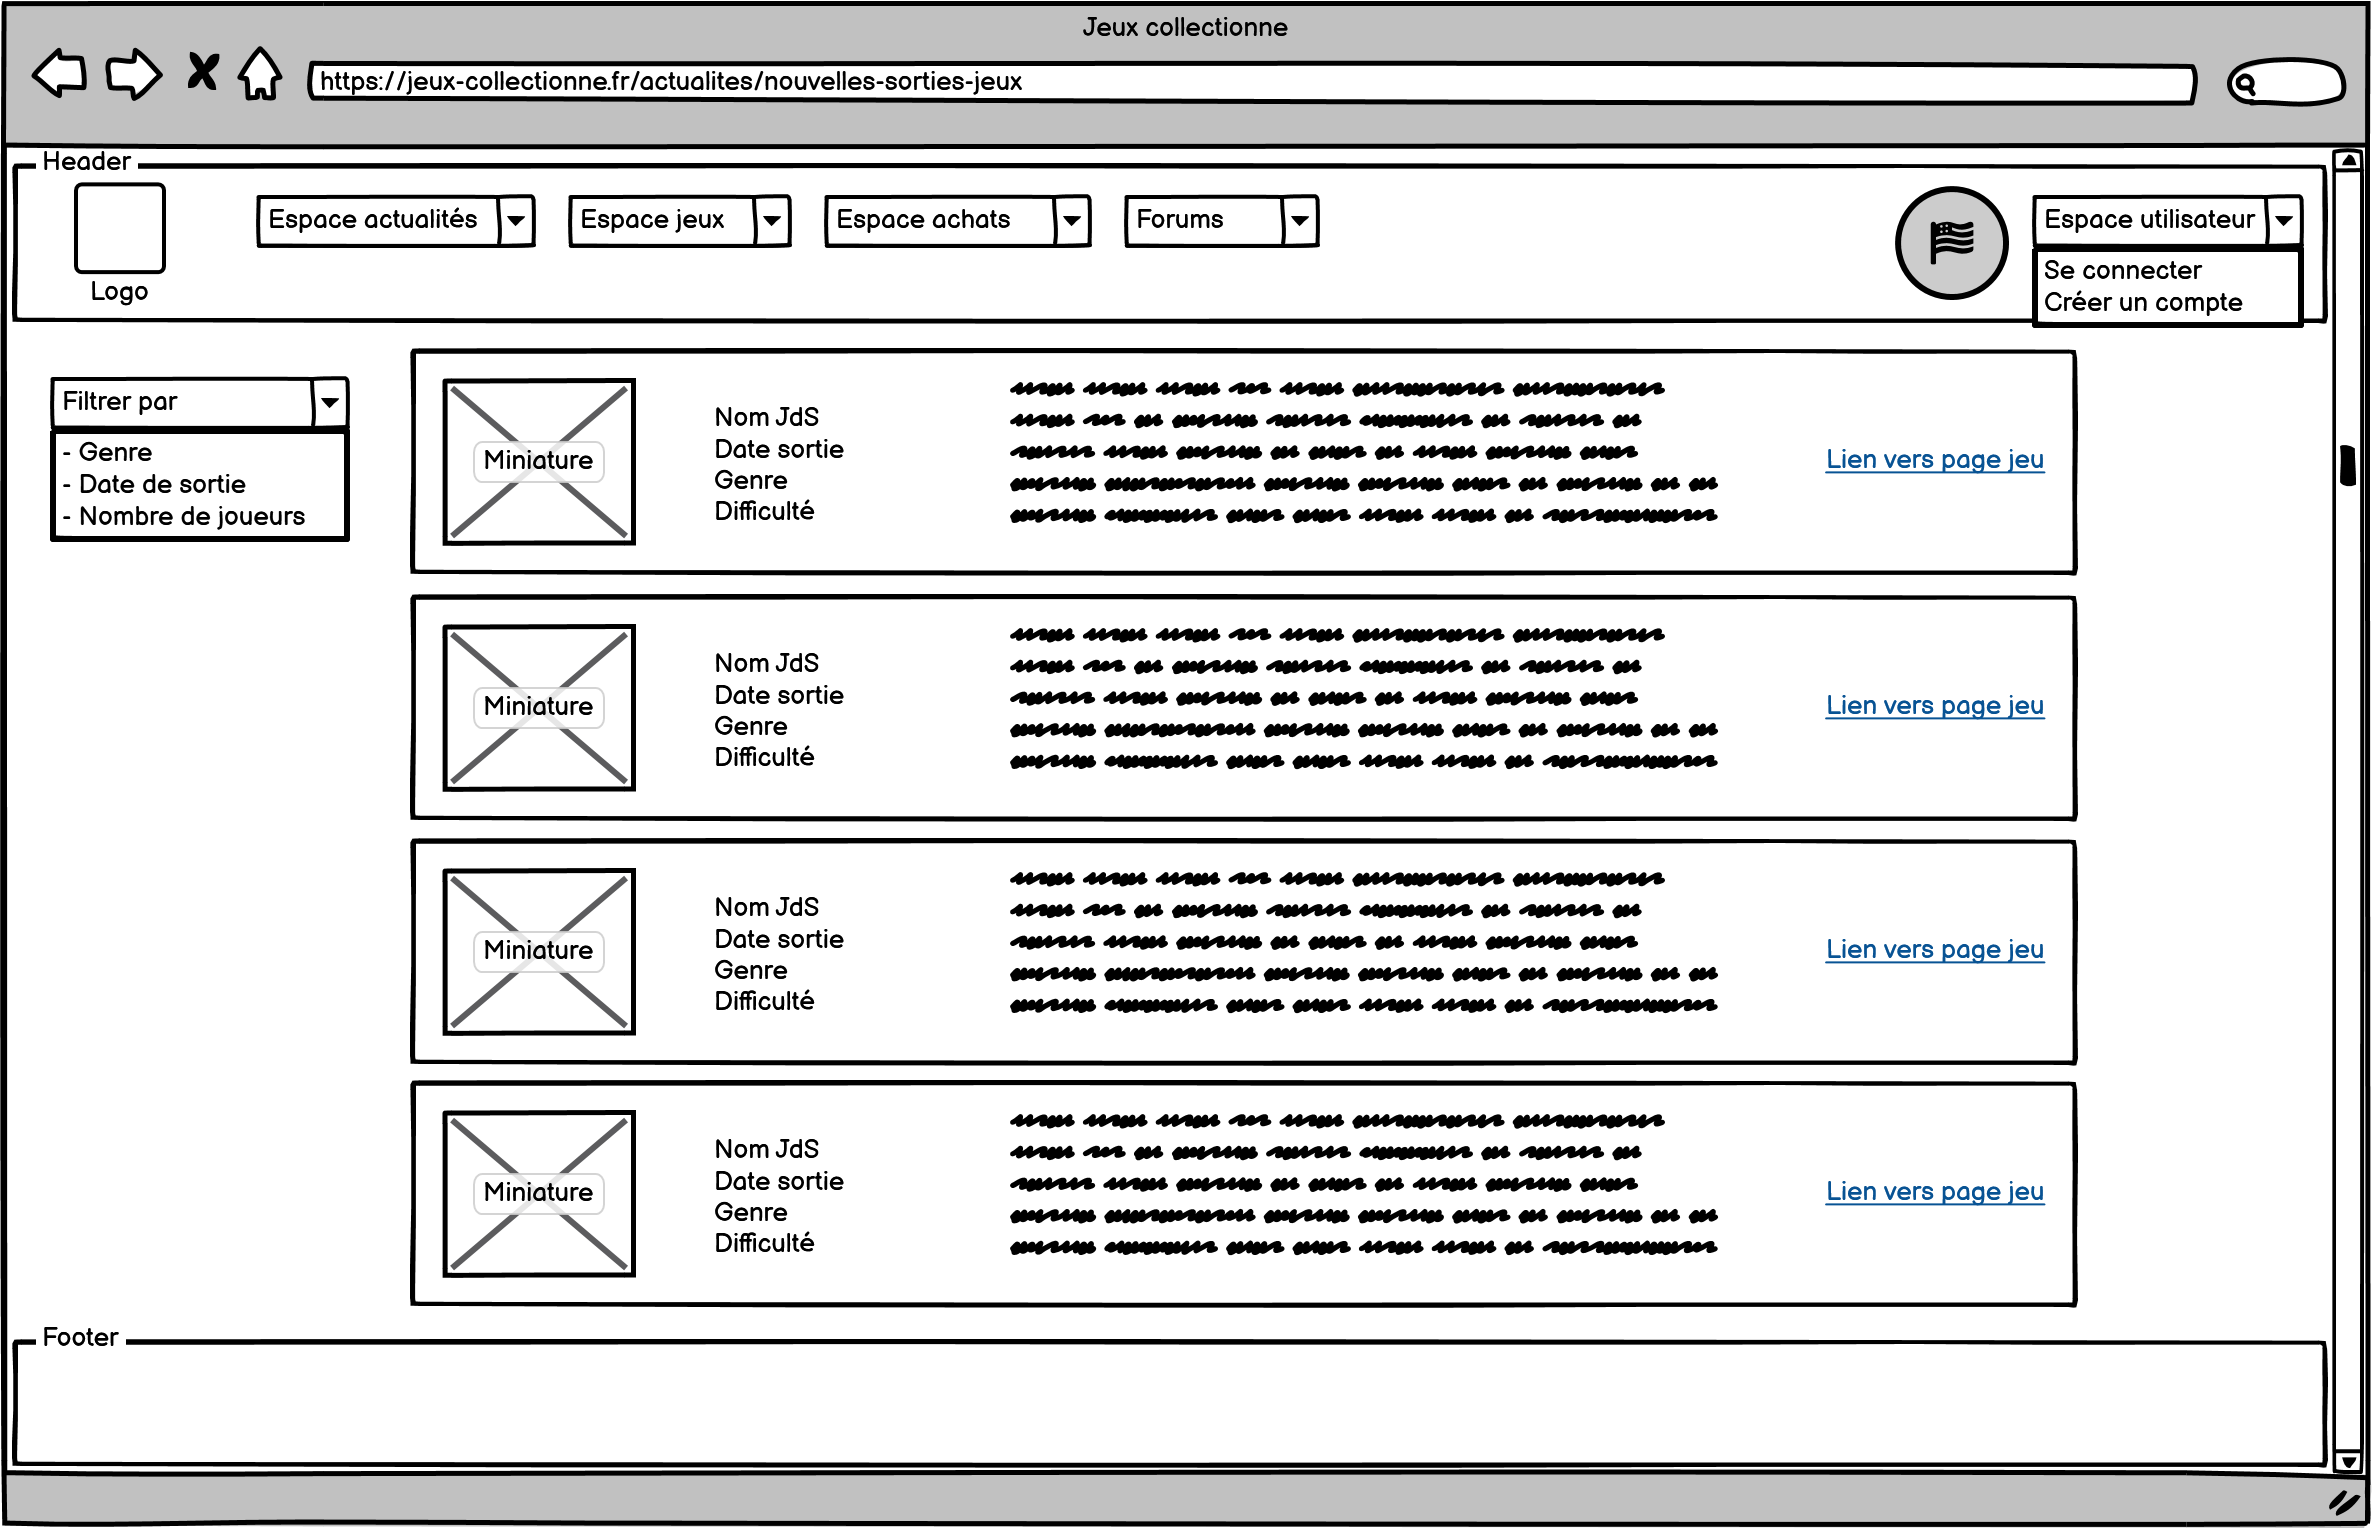 Jeux collectionne
https://jeux-collectionne.fr/actualites/nouvelles-sorties-jeux
Header
Logo
Espace actualités
Espace jeux
Espace achats
Forums
Espace utilisateur
Se connecter
Créer un compte
Filtrer par
- Genre
- Date de sortie
- Nombre de joueurs
Miniature
Nom JdS
Date sortie
Genre
Difficulté
Lien vers page jeu
Miniature
Nom JdS
Date sortie
Genre
Difficulté
Lien vers page jeu
Miniature
Nom JdS
Date sortie
Genre
Difficulté
Lien vers page jeu
Miniature
Nom JdS
Date sortie
Genre
Difficulté
Lien vers page jeu
Footer